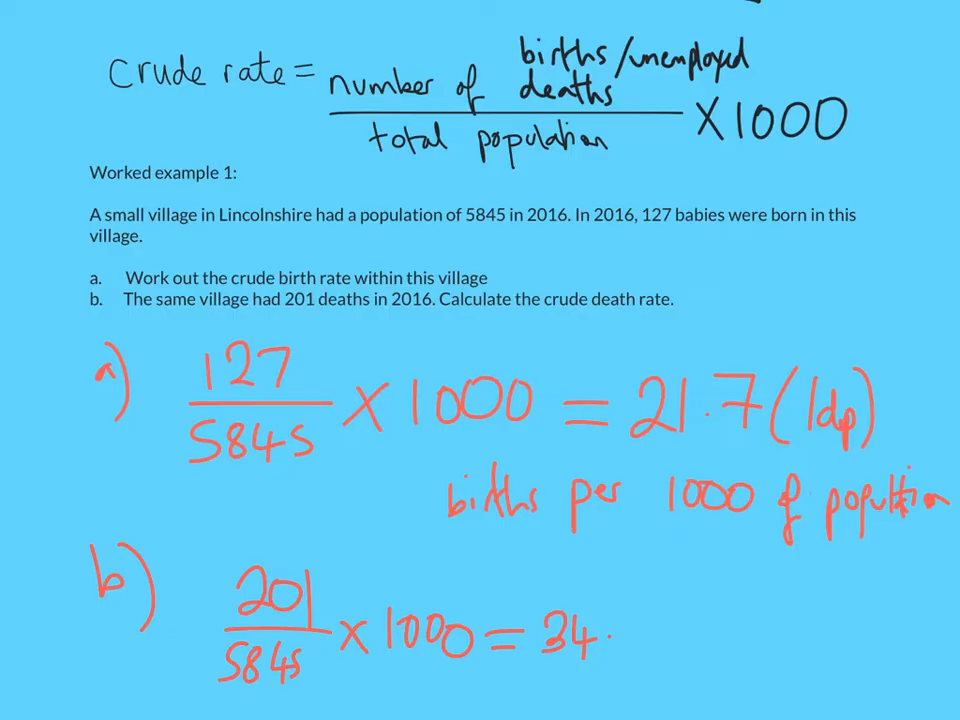 births/unemployed
crude rate = number of deaths
total population × 1000
Worked example 1:
A small village in Lincolnshire had a population of 5845 in 2016. In 2016, 127 babies were born in this
village.
a. Work out the crude birth rate within this village
b. The same village had 201 deaths in 2016. Calculate the crude death rate.
a) 127
5845 × 1000 = 21.7 (1dp)
births per 1000 of population
b) 201
5845 × 1000 = 34.